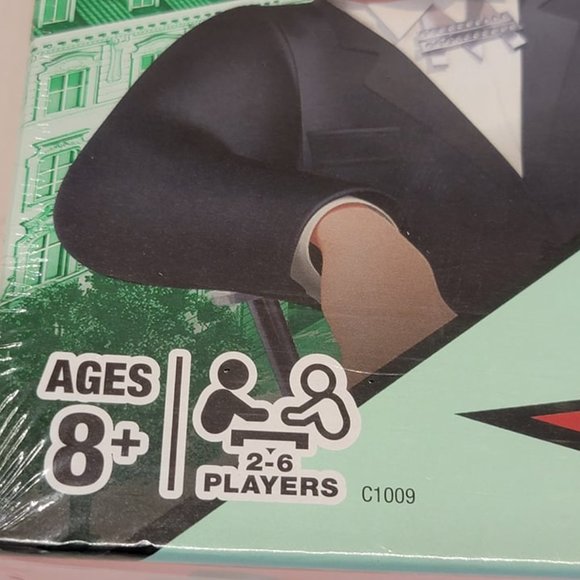 AGES
8+
2-6
PLAYERS
C1009